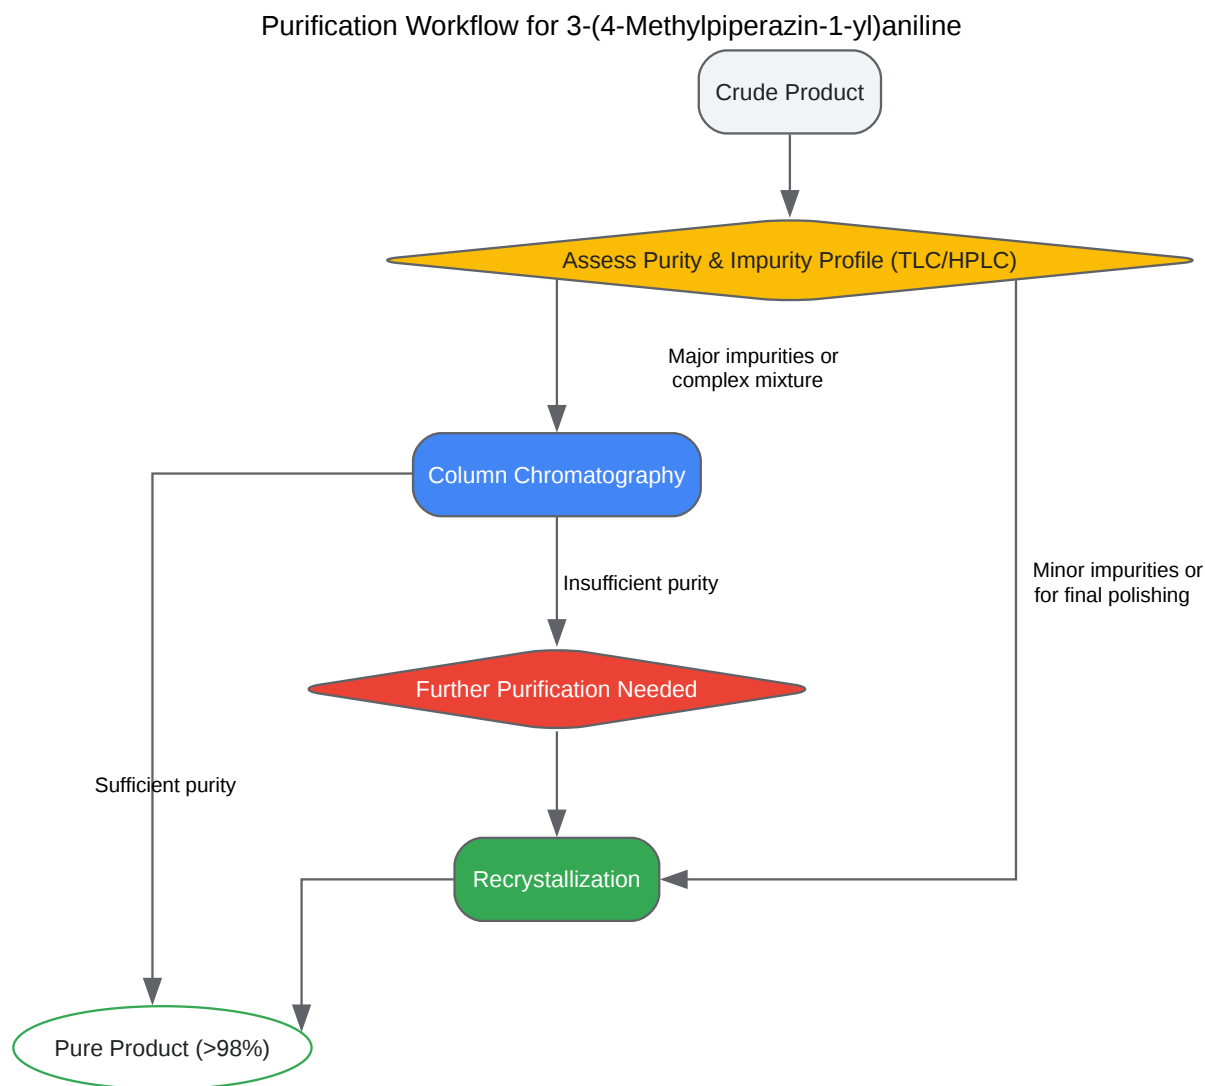 Purification Workflow for 3-(4-Methylpiperazin-1-yl)aniline
Crude Product
Assess Purity & Impurity Profile (TLC/HPLC)
Major impurities or
complex mixture
Column Chromatography
Minor impurities or
for final polishing
Insufficient purity
Further Purification Needed
Sufficient purity
Recrystallization
Pure Product (>98%)